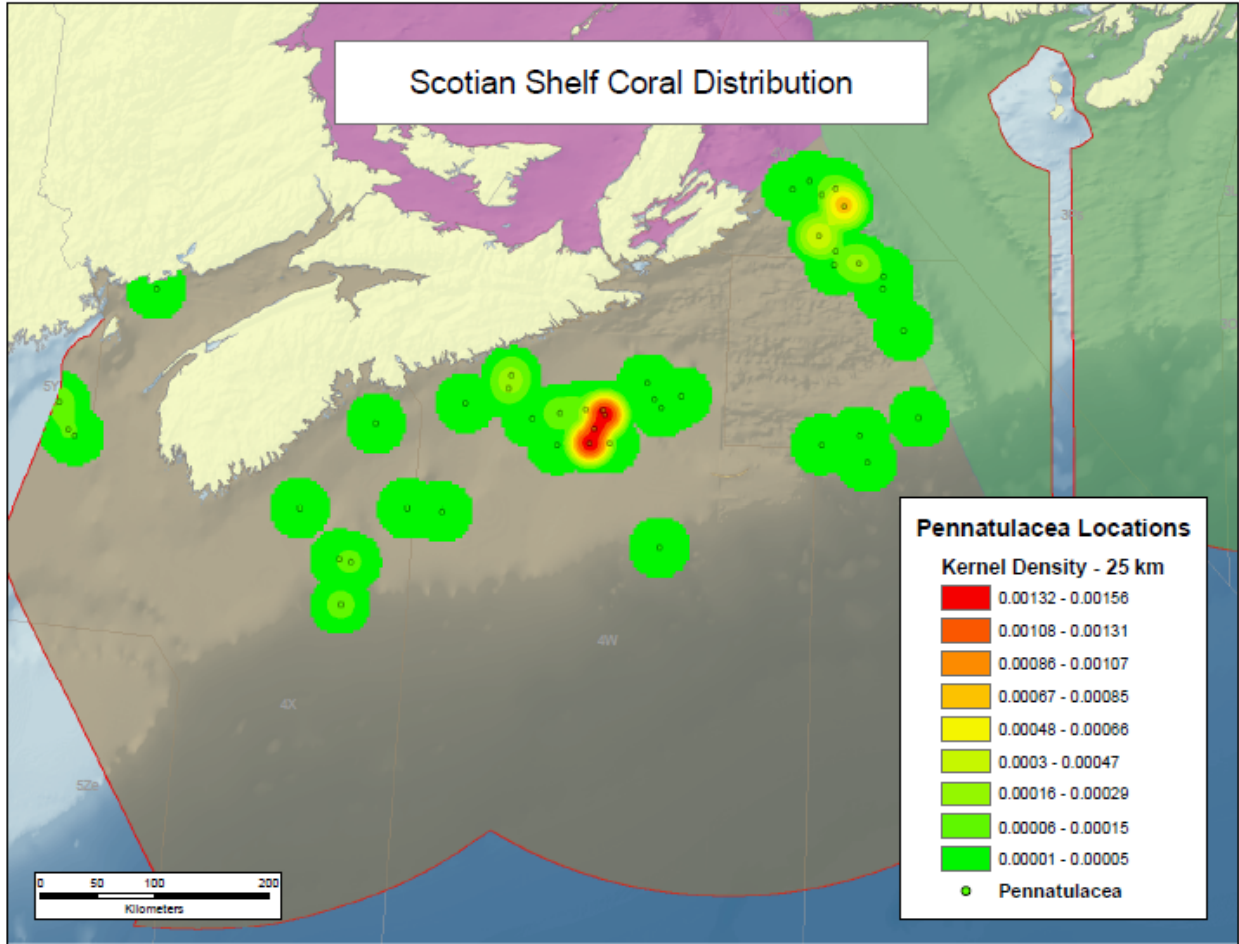 Scotian Shelf Coral Distribution
5Y
4W
4X
5Ze
Pennatulacea Locations
Kernel Density - 25 km
0.00132 - 0.00156
0.00108 - 0.00131
0.00086 - 0.00107
0.00067 - 0.00085
0.00048 - 0.00066
0.0003 - 0.00047
0.00016 - 0.00029
0.00006 - 0.00015
0.00001 - 0.00005
Pennatulacea
0 50 100 200
Kilometers